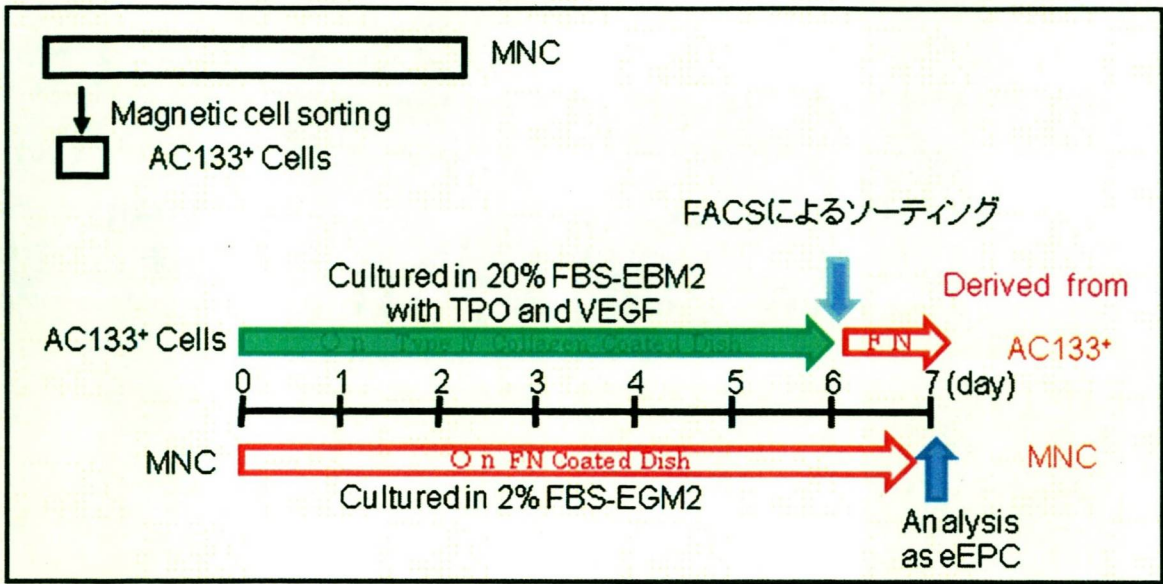 MNC
Magnetic cell sorting
AC133⁺ Cells
FACSによるソーティング
Cultured in 20% FBS-EBM2
with TPO and VEGF
Derived from
AC133⁺ Cells
On Type Ⅳ Collagen Coated Dish
FN
AC133⁺
0 1 2 3 4 5 6 7 (day)
MNC
On FN Coated Dish
MNC
Cultured in 2% FBS-EGM2
Analysis
as eEPC